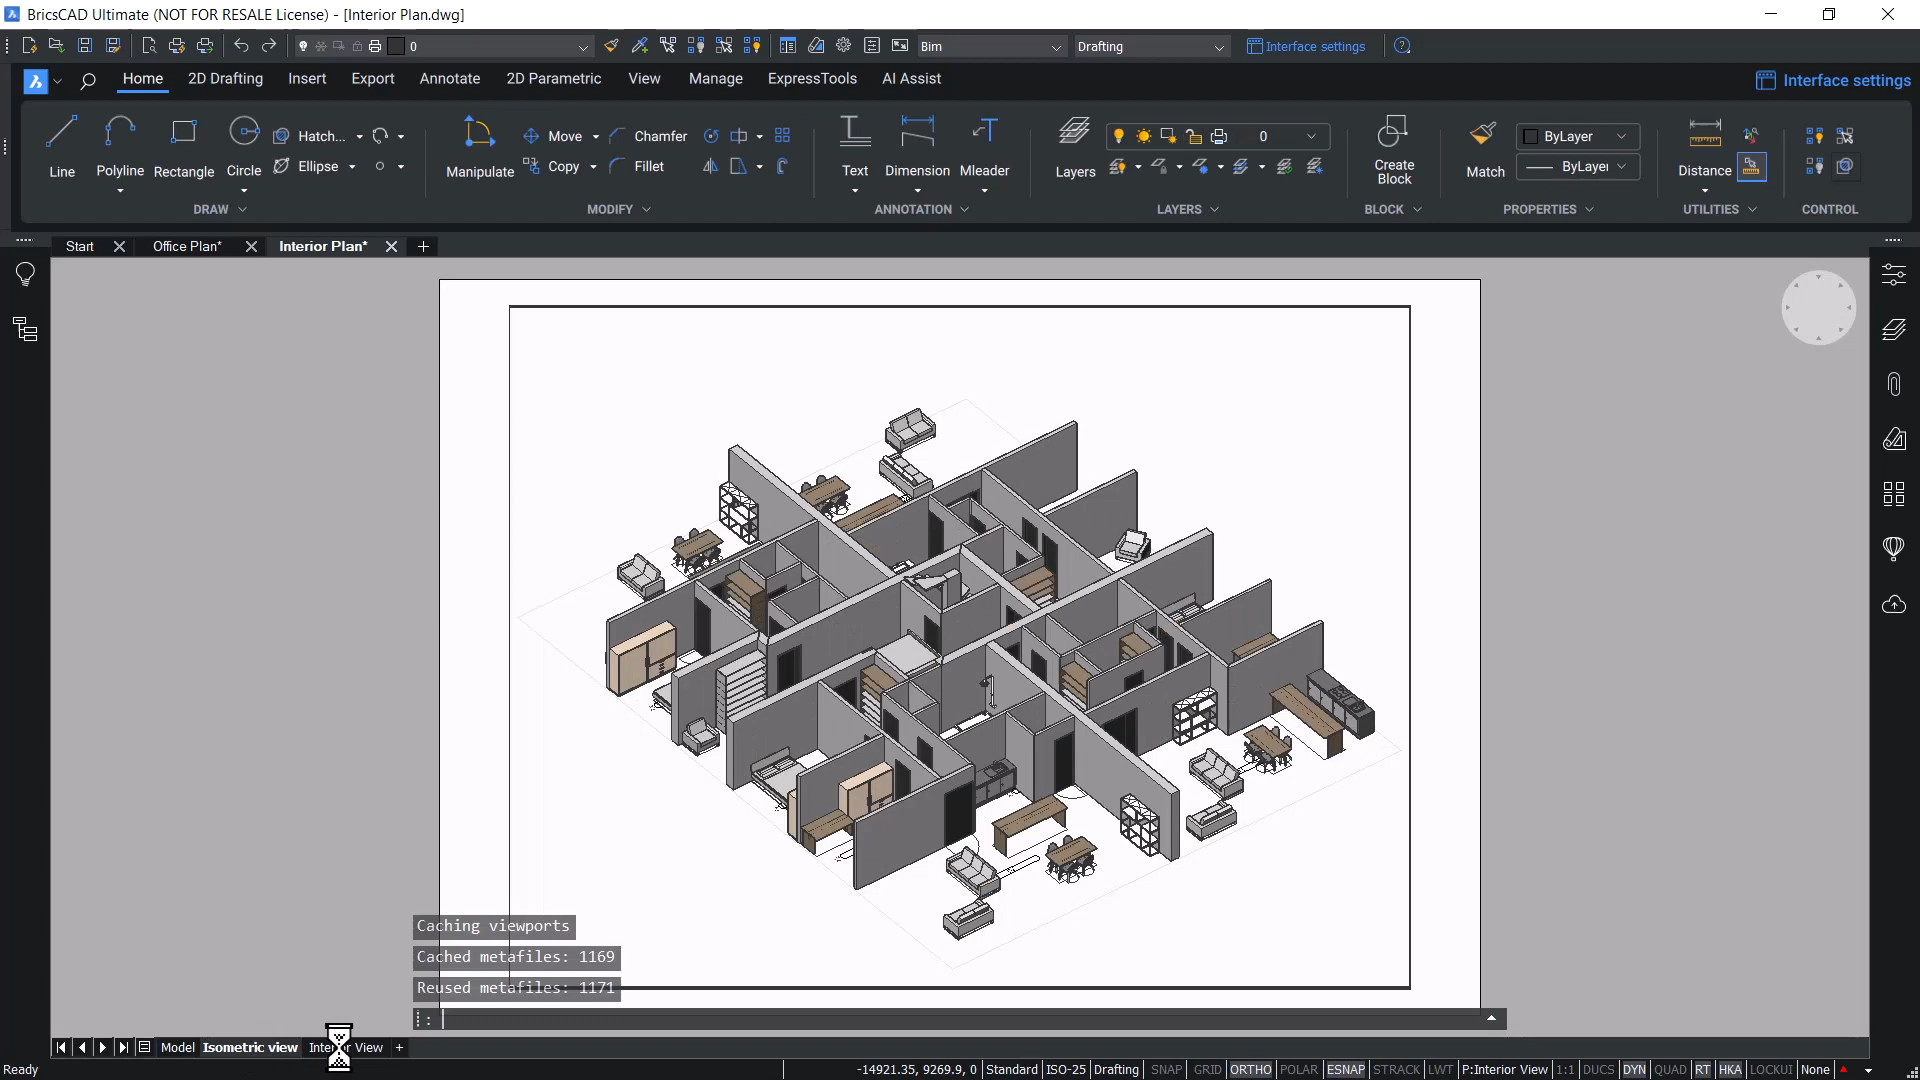 BricsCAD Ultimate (NOT FOR RESALE License) - [Interior Plan.dwg]
0 Bim Drafting Interface settings
Home 2D Drafting Insert Export Annotate 2D Parametric View Manage ExpressTools AI Assist Interface settings
Hatch... Move Chamfer 0 ByLayer
Ellipse Copy Fillet ByLayer
Line Polyline Rectangle Circle Manipulate Text Dimension Mleader Layers Create Block Match Distance
DRAW MODIFY ANNOTATION LAYERS BLOCK PROPERTIES UTILITIES CONTROL
Start Office Plan* Interior Plan*
Caching viewports
Cached metafiles: 1169
Reused metafiles: 1171
:
Model Isometric view Interior View +
Ready -14921.35, 9269.9, 0 Standard ISO-25 Drafting SNAP GRID ORTHO POLAR ESNAP STRACK LWT P:Interior View 1:1 DUCS DYN QUAD RT HKA LOCKUI None